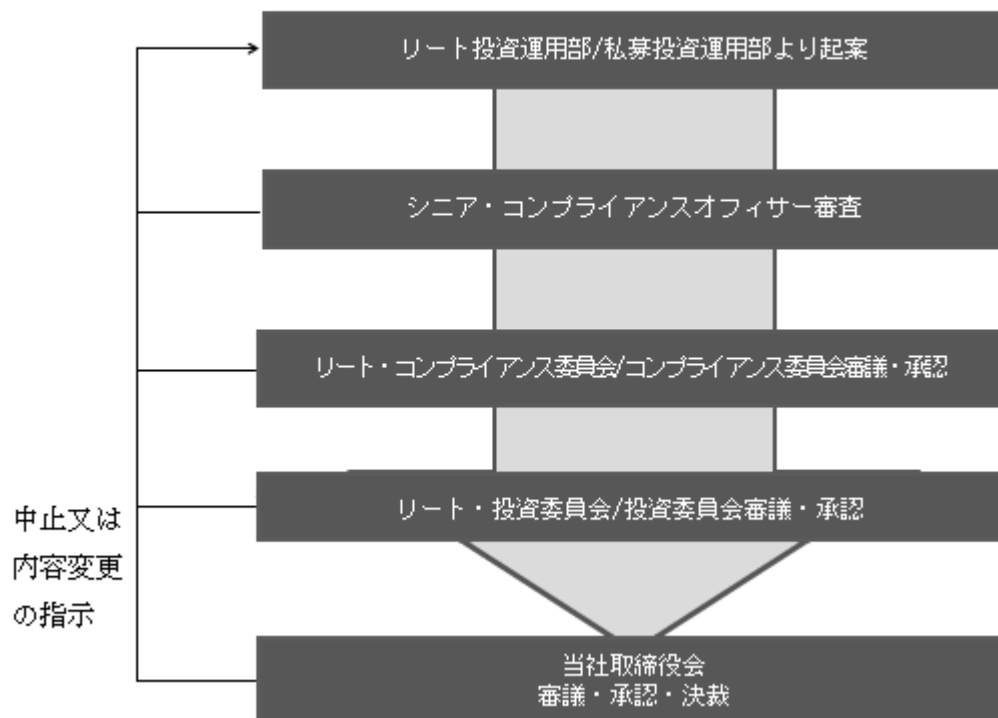 リート投資運用部/私募投資運用部より起案
シニア・コンプライアンスオフィサー審査
リート・コンプライアンス委員会/コンプライアンス委員会審議・承認
リート・投資委員会/投資委員会審議・承認
中止又は
内容変更
の指示
当社取締役会
審議・承認・決裁